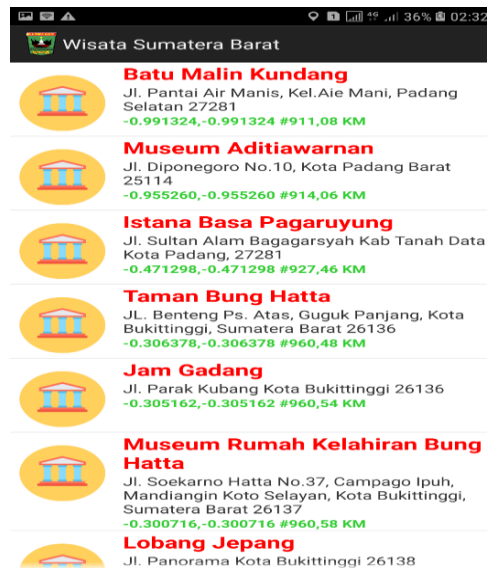 4G 36% 02:32
Wisata Sumatera Barat
Batu Malin Kundang
Jl. Pantai Air Manis, Kel.Aie Mani, Padang
Selatan 27281
-0.991324,-0.991324 #911,08 KM
Museum Aditiawarnan
Jl. Diponegoro No.10, Kota Padang Barat
25114
-0.955260,-0.955260 #914,06 KM
Istana Basa Pagaruyung
Jl. Sultan Alam Bagagarsyah Kab Tanah Data
Kota Padang, 27281
-0.471298,-0.471298 #927,46 KM
Taman Bung Hatta
JL. Benteng Ps. Atas, Guguk Panjang, Kota
Bukittinggi, Sumatera Barat 26136
-0.306378,-0.306378 #960,48 KM
Jam Gadang
Jl. Parak Kubang Kota Bukittinggi 26136
-0.305162,-0.305162 #960,54 KM
Museum Rumah Kelahiran Bung
Hatta
Jl. Soekarno Hatta No.37, Campago Ipuh,
Mandiangin Koto Selayan, Kota Bukittinggi,
Sumatera Barat 26137
-0.300716,-0.300716 #960,58 KM
Lobang Jepang
Jl. Panorama Kota Bukittinggi 26138